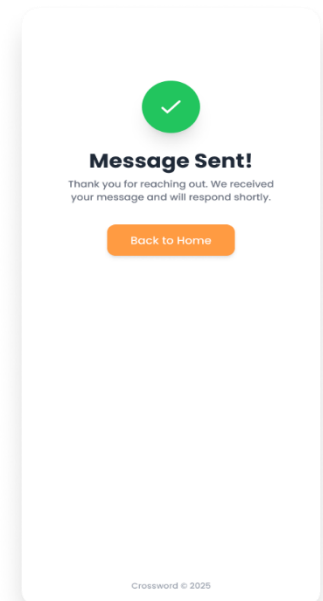 Message Sent!
Thank you for reaching out. We received
your message and will respond shortly.
Back to Home
Crossword © 2025